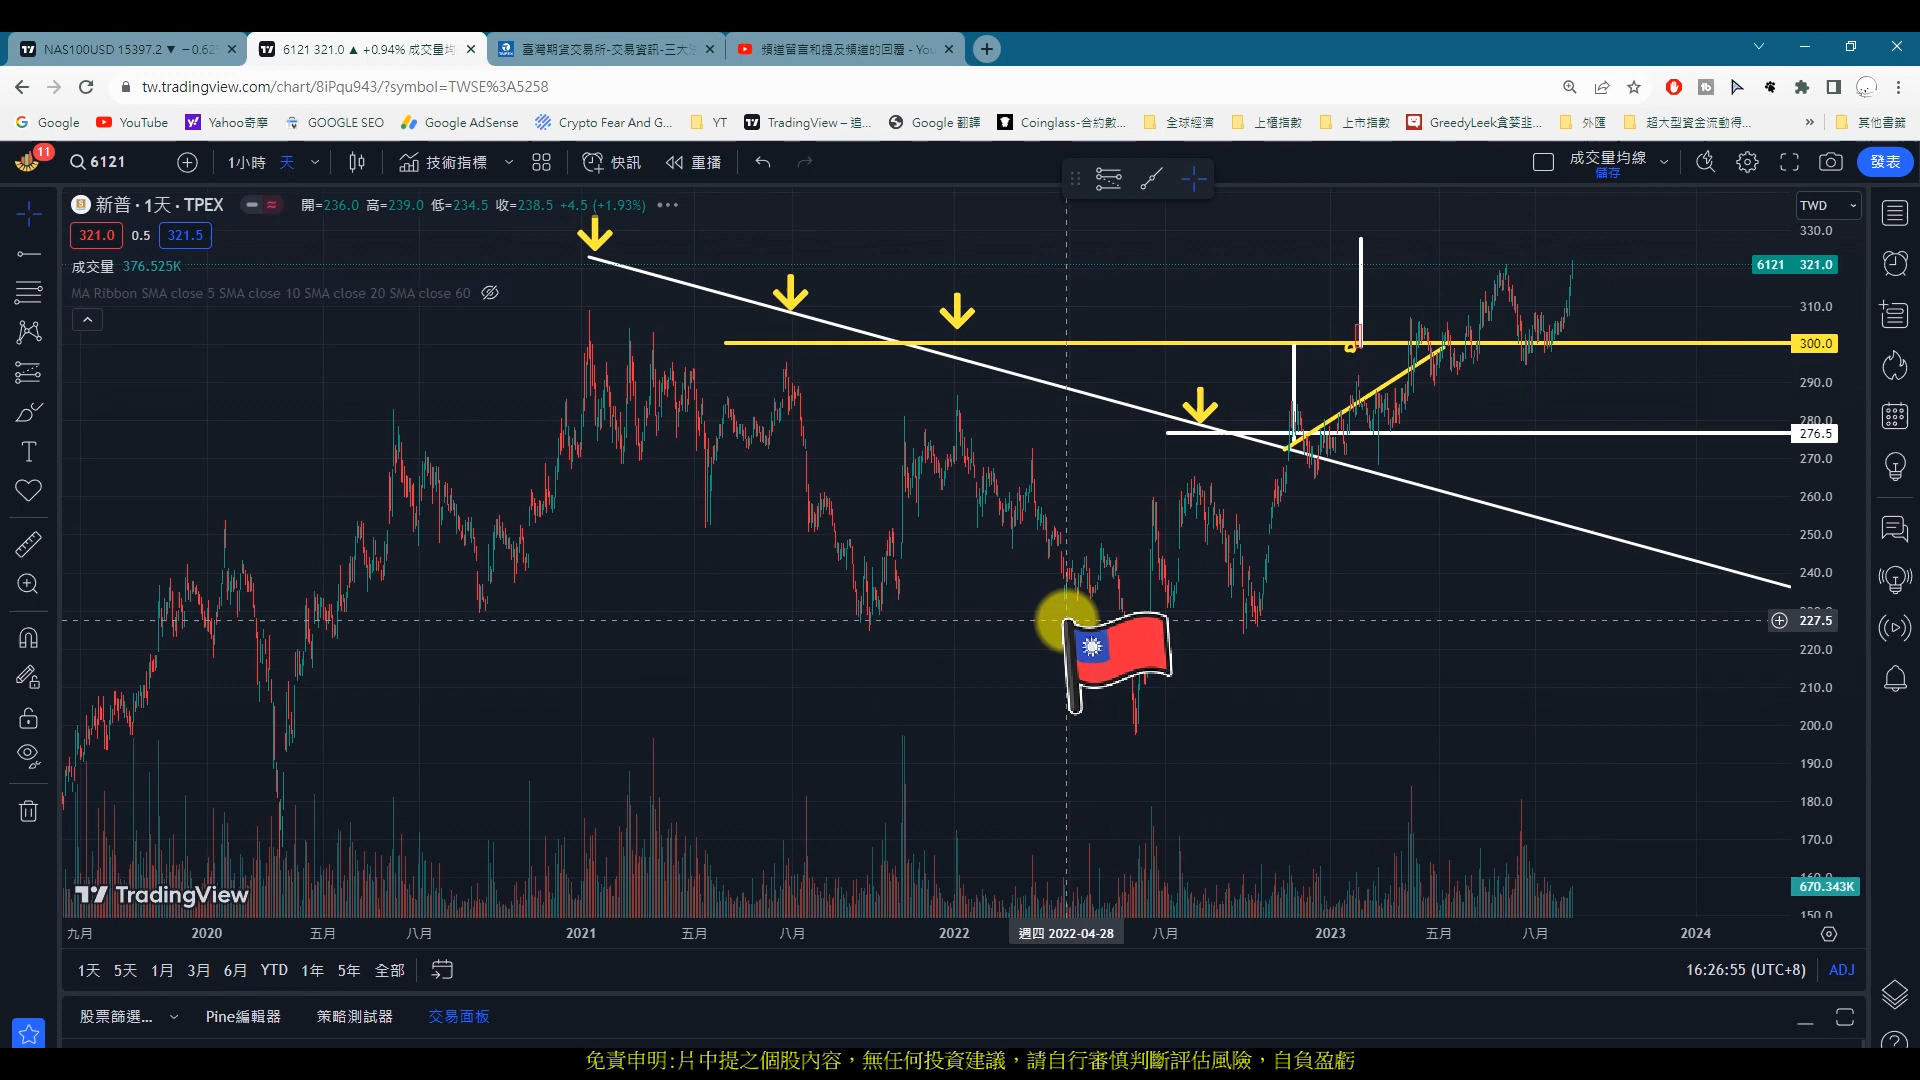 NAS100USD 15397.2 ▼ −0.62
6121 321.0 ▲ +0.94% 成交量均
臺灣期貨交易所-交易資訊-三大
頻道留言和提及頻道的回覆 - You
tw.tradingview.com/chart/8iPqu943/?symbol=TWSE%3A5258
Google
YouTube
Yahoo奇摩
GOOGLE SEO
Google AdSense
Crypto Fear And G...
YT
TradingView – 追...
Google 翻譯
Coinglass-合約數...
全球經濟
上櫃指數
上市指數
GreedyLeek貪婪韭...
外匯
超大型資金流動得...
»
其他書籤
11
6121
1小時
天
技術指標
快訊
重播
成交量均線
儲存
發表
新普 · 1天 · TPEX
開=236.0 高=239.0 低=234.5 收=238.5 +4.5 (+1.93%)
TWD
321.0
0.5
321.5
成交量 376.525K
MA Ribbon SMA close 5 SMA close 10 SMA close 20 SMA close 60
330.0
6121 321.0
310.0
300.0
290.0
280.0
276.5
270.0
260.0
250.0
240.0
227.5
220.0
210.0
200.0
190.0
180.0
170.0
670.343K
150.0
TradingView
九月
2020
五月
八月
2021
五月
八月
2022
週四 2022-04-28
八月
2023
五月
八月
2024
1天
5天
1月
3月
6月
YTD
1年
5年
全部
16:26:55 (UTC+8)
ADJ
股票篩選...
Pine編輯器
策略測試器
交易面板
免責申明:片中提之個股內容，無任何投資建議，請自行審慎判斷評估風險，自負盈虧